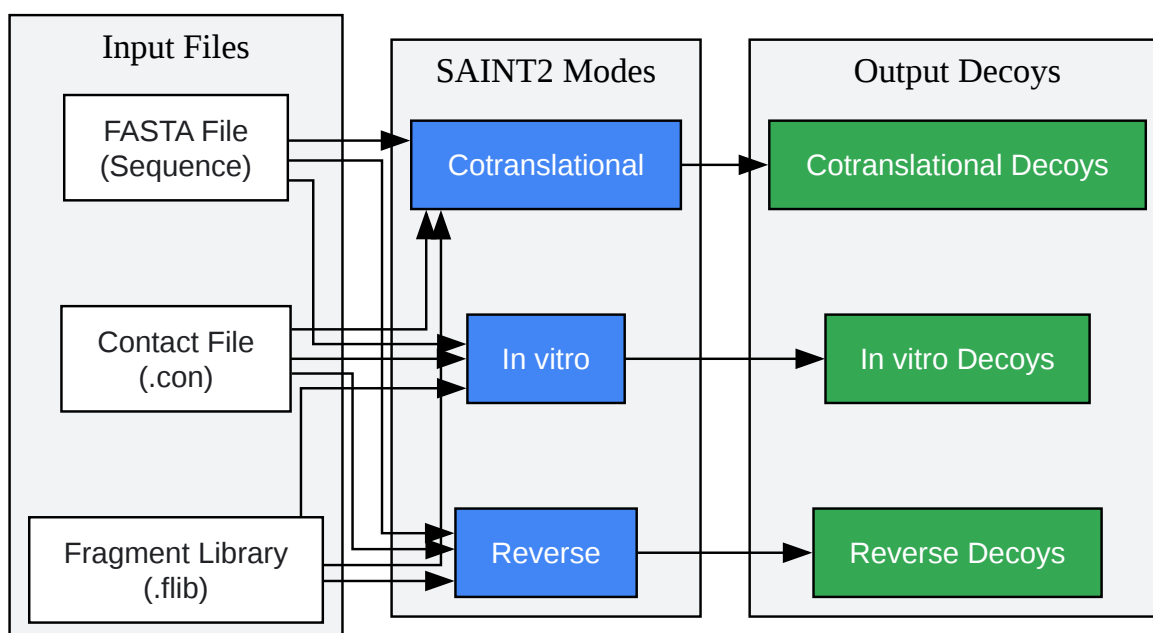 Input Files
FASTA File
(Sequence)
Contact File
(.con)
Fragment Library
(.flib)
SAINT2 Modes
Cotranslational
In vitro
Reverse
Output Decoys
Cotranslational Decoys
In vitro Decoys
Reverse Decoys